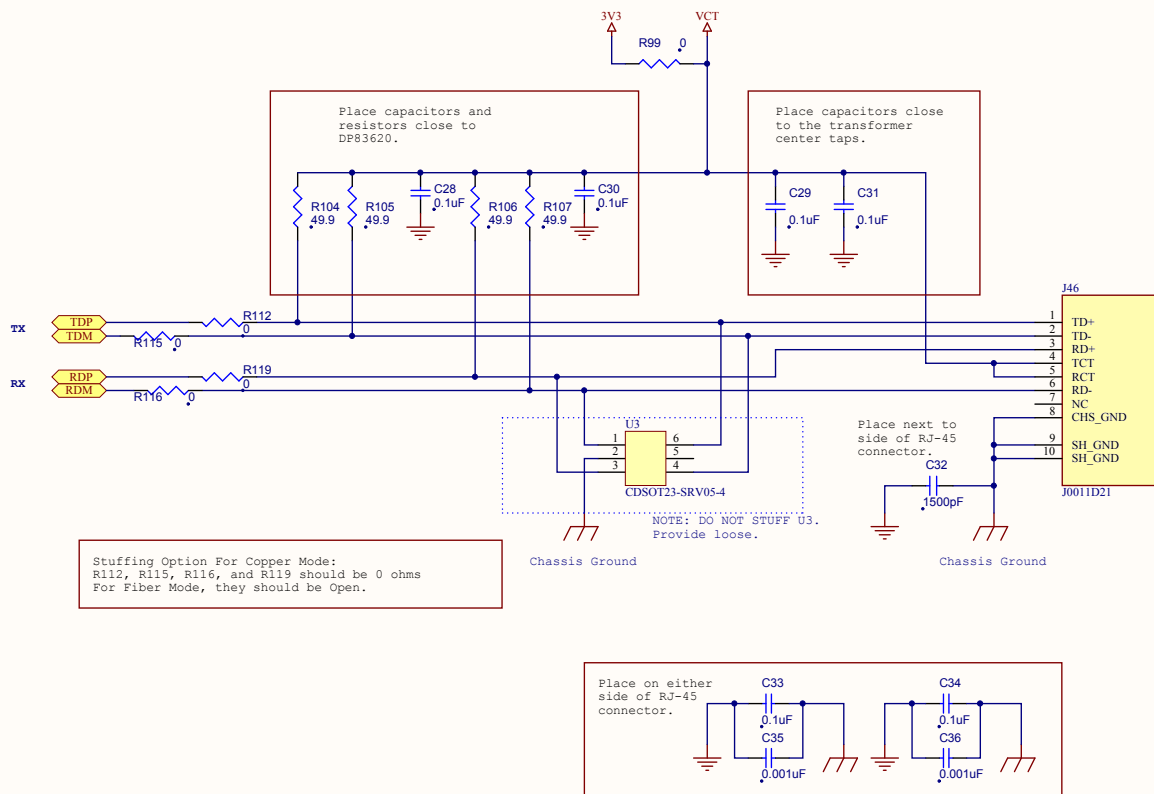 3V3
VCT
R99
0
Place capacitors and
resistors close to
DP83620.
Place capacitors close
to the transformer
center taps.
R104
49.9
R105
49.9
C28
0.1uF
R106
49.9
R107
49.9
C30
0.1uF
C29
0.1uF
C31
0.1uF
J46
TX
TDP
TDM
R112
0
R115
0
RX
RDP
RDM
R119
0
R116
0
1
TD+
2
TD-
3
RD+
4
TCT
5
RCT
6
RD-
7
NC
8
CHS_GND
9
SH_GND
10
SH_GND
J0011D21
U3
1
2
3
6
5
4
CDSOT23-SRV05-4
NOTE: DO NOT STUFF U3.
Provide loose.
Chassis Ground
Place next to
side of RJ-45
connector.
C32
1500pF
Chassis Ground
Stuffing Option For Copper Mode:
R112, R115, R116, and R119 should be 0 ohms
For Fiber Mode, they should be Open.
Place on either
side of RJ-45
connector.
C33
0.1uF
C35
0.001uF
C34
0.1uF
C36
0.001uF